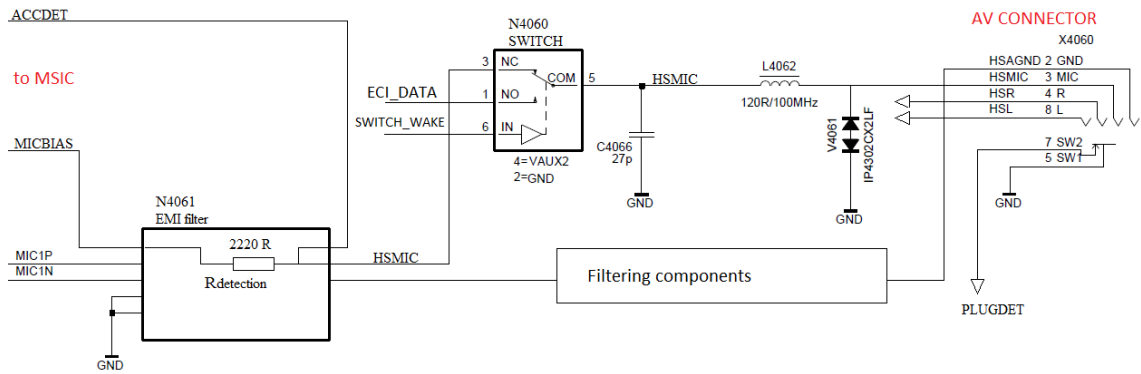 ACCDET
to MSIC
N4060
SWITCH
3 NC
COM 5
HSMIC
ECI_DATA
1 NO
SWITCH_WAKE
6 IN
4=VAUX2
2=GND
C4066
27p
GND
L4062
120R/100MHz
V4061
IP4302CX2LF
GND
AV CONNECTOR
X4060
HSAGND 2 GND
HSMIC 3 MIC
HSR 4 R
HSL 8 L
7 SW2
5 SW1
GND
PLUGDET
MICBIAS
N4061
EMI filter
2220 R
Rdetection
HSMIC
MIC1P
MIC1N
GND
Filtering components